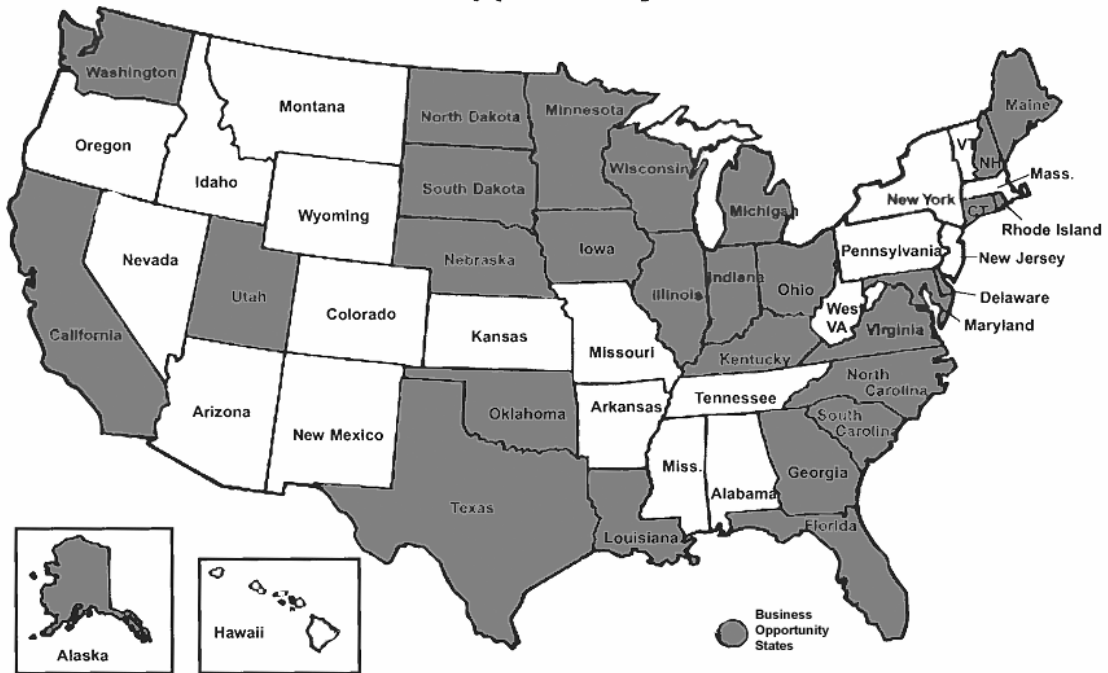 Washington
Montana
North Dakota
Minnesota
Maine
Oregon
Idaho
South Dakota
Wisconsin
Michigan
VT
NH
Mass.
New York
CT
Rhode Island
Wyoming
Nebraska
Iowa
Pennsylvania
New Jersey
Nevada
Utah
Colorado
Illinois
Indiana
Ohio
West
VA
Delaware
Maryland
Virginia
California
Kansas
Missouri
Kentucky
North
Carolina
Arizona
New Mexico
Oklahoma
Arkansas
Tennessee
South
Carolina
Texas
Miss.
Alabama
Georgia
Louisiana
Florida
Alaska
Hawaii
Business
Opportunity
States